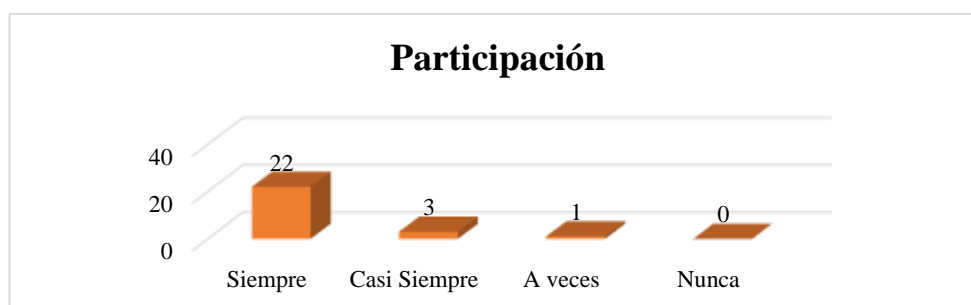 Participación
40
20
0
22
3
1
0
Siempre
Casi Siempre
A veces
Nunca